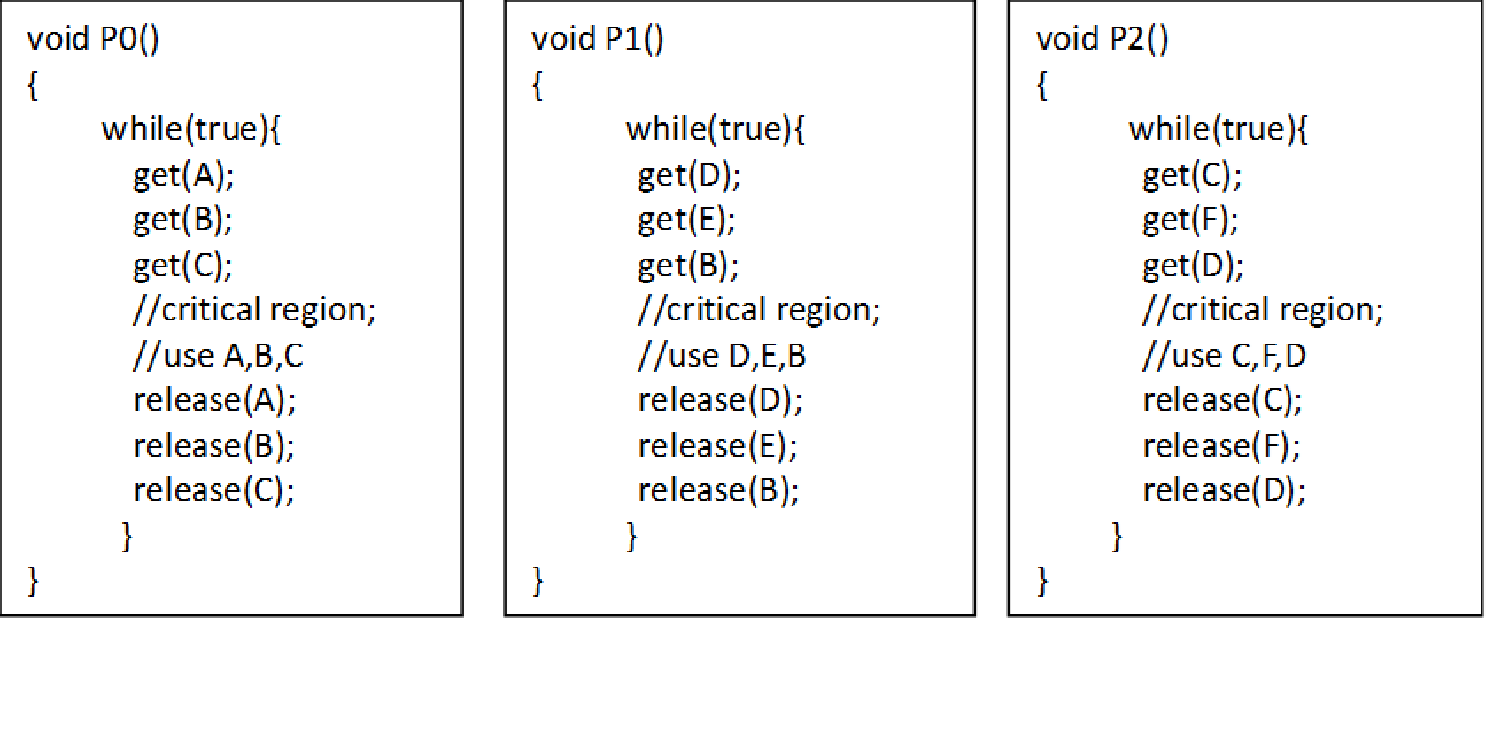 void P0()
{
while(true){
get(A);
get(B);
get(C);
//critical region;
//use A,B,C
release(A);
release(B);
release(C);
}
}
void P1()
{
while(true){
get(D);
get(E);
get(B);
//critical region;
//use D,E,B
release(D);
release(E);
release(B);
}
}
void P2()
{
while(true){
get(C);
get(F);
get(D);
//critical region;
//use C,F,D
release(C);
release(F);
release(D);
}
}